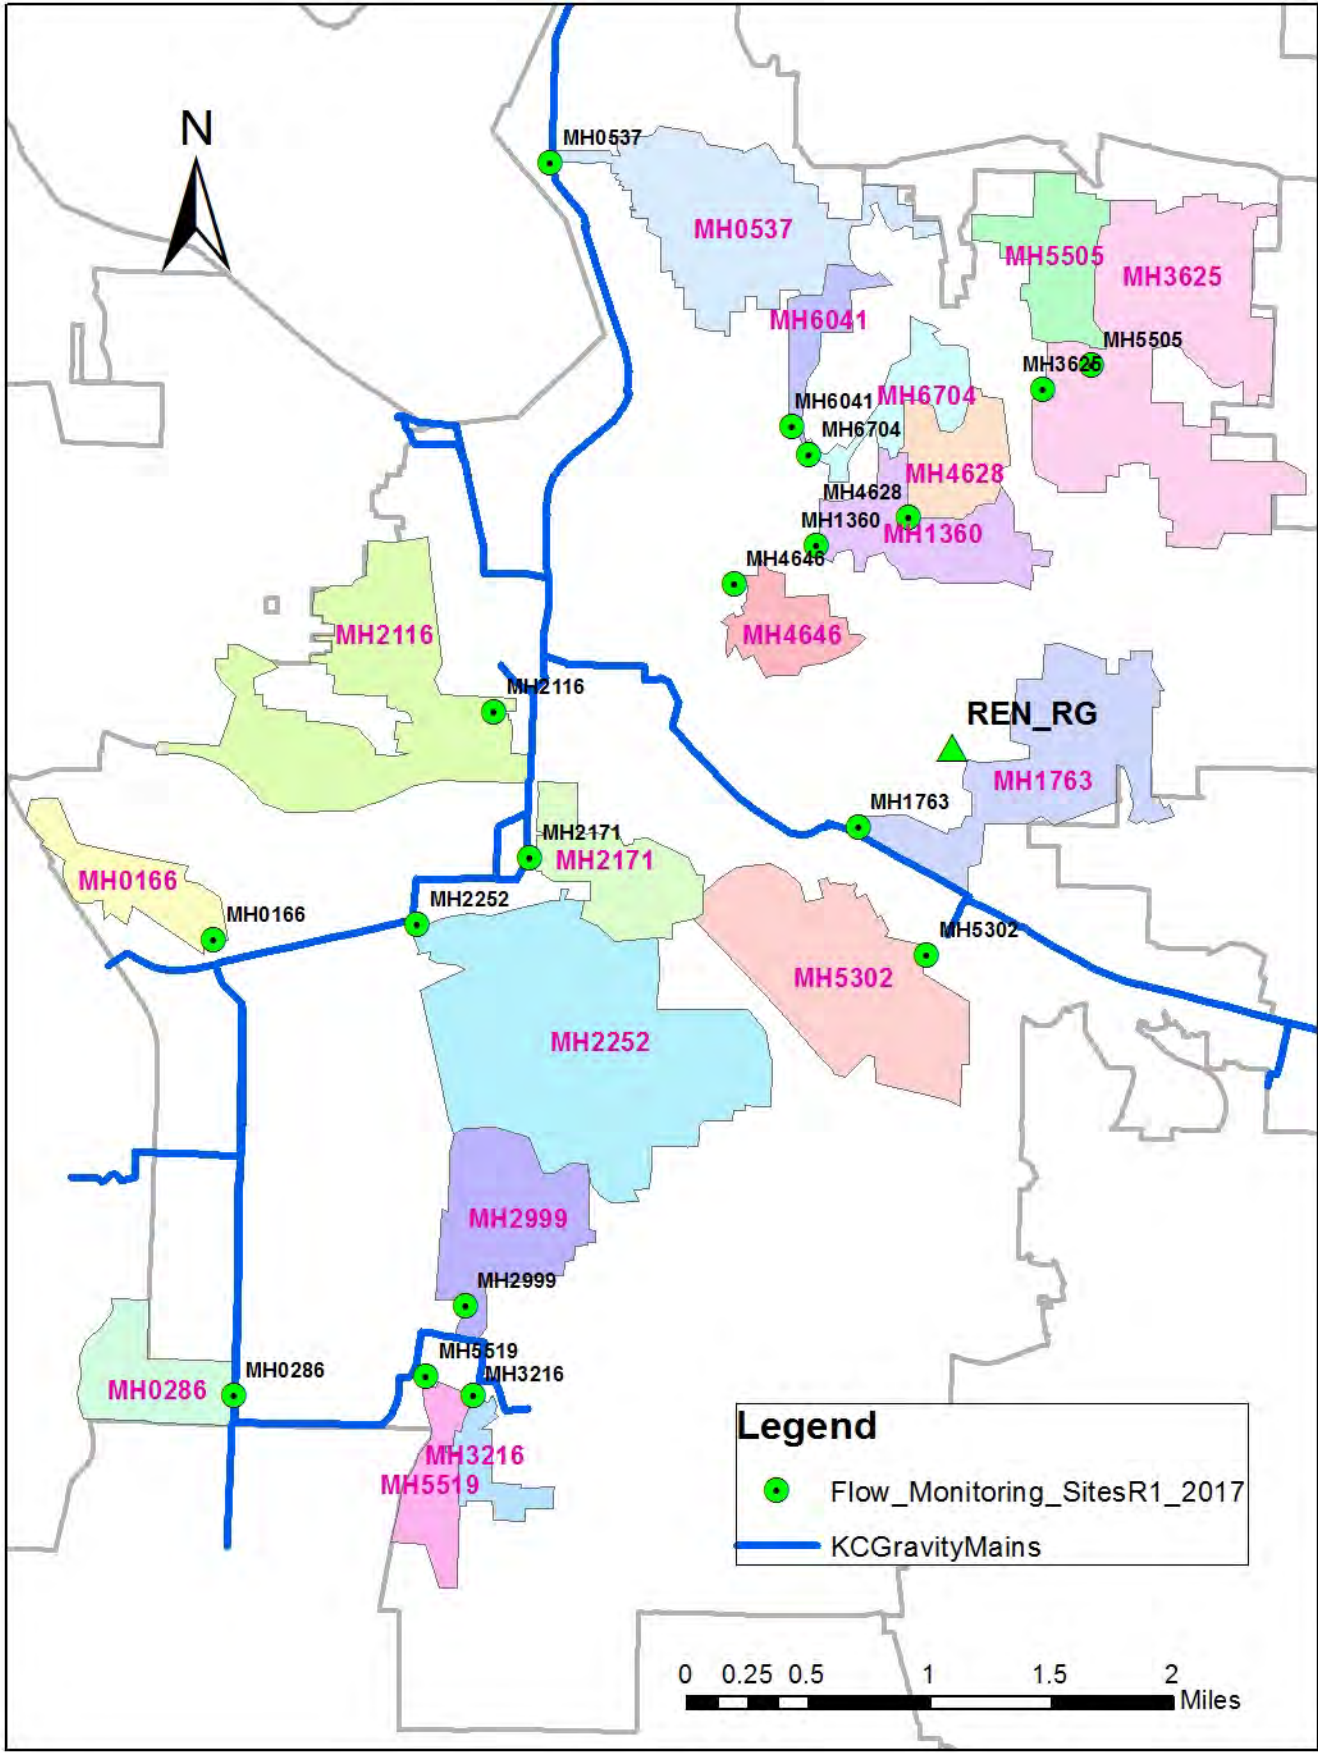 N
MH0537
MH0537
MH5505
MH3625
MH6041
MH5505
MH3625
MH6704
MH6041
MH6704
MH4628
MH4628
MH1360
MH1360
MH4646
MH4646
MH2116
MH2116
REN_RG
MH1763
MH1763
MH2171
MH2171
MH0166
MH2252
MH0166
MH5302
MH5302
MH2252
MH2999
MH2999
MH5519
MH3216
MH0286
MH0286
MH3216
MH5519
Legend
Flow_Monitoring_SitesR1_2017
KCGravityMains
0 0.25 0.5 1 1.5 2
Miles